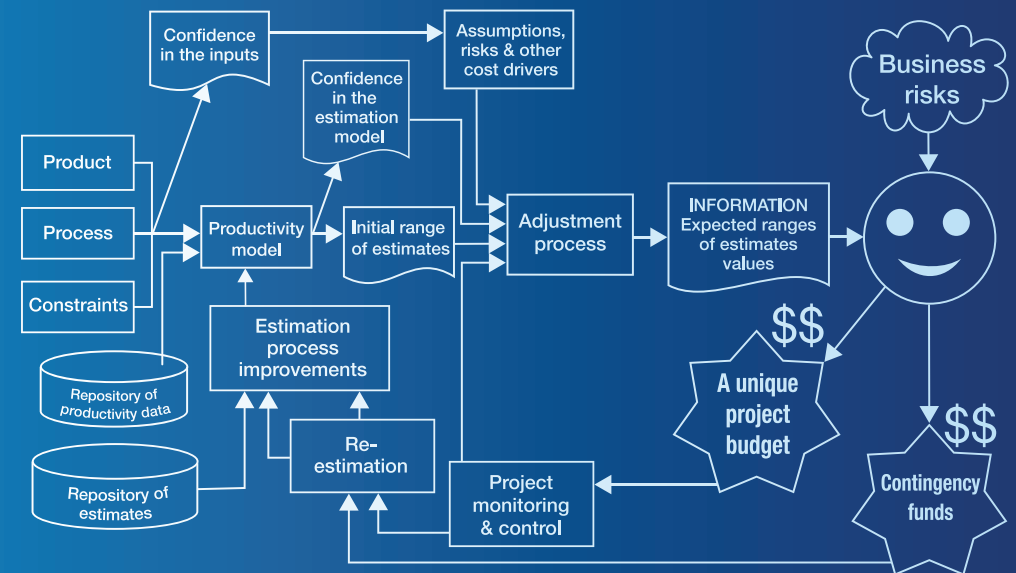 Confidence
in the inputs
Assumptions,
risks & other
cost drivers
Business
risks
Confidence
in the
estimation
model
Product
Process
Constraints
Productivity
model
Initial range
of estimates
Adjustment
process
INFORMATION
Expected ranges
of estimates
values
Estimation
process
improvements
$$
A unique
project
budget
Repository of
productivity data
Re-
estimation
$$
Repository of
estimates
Project
monitoring
& control
Contingency
funds